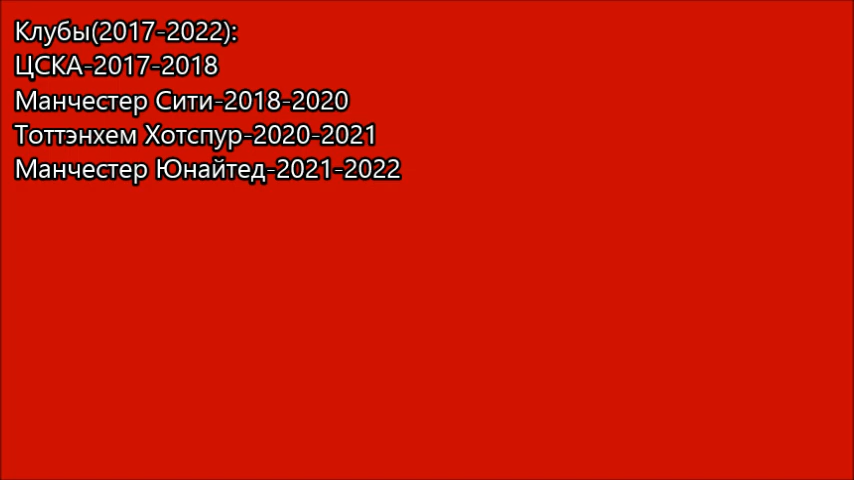 Клубы(2017-2022):
ЦСКА-2017-2018
Манчестер Сити-2018-2020
Тоттэнхем Хотспур-2020-2021
Манчестер Юнайтед-2021-2022